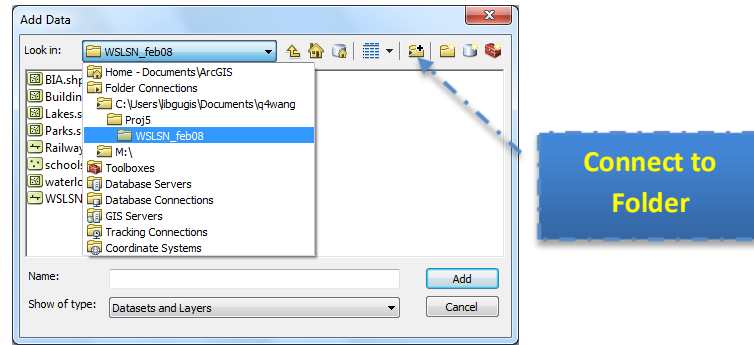 Add Data
Look in:
WSLSN_feb08
Home - Documents\ArcGIS
BIA.shp
Folder Connections
Buildin
C:\Users\libgugis\Documents\q4wang
Lakes.s
Proj5
Parks.s
WSLSN_feb08
Railway
M:\
schools
Toolboxes
waterlo
Database Servers
WSLSN
Database Connections
GIS Servers
Tracking Connections
Coordinate Systems
Name:
Add
Show of type:
Datasets and Layers
Cancel
Connect to
Folder